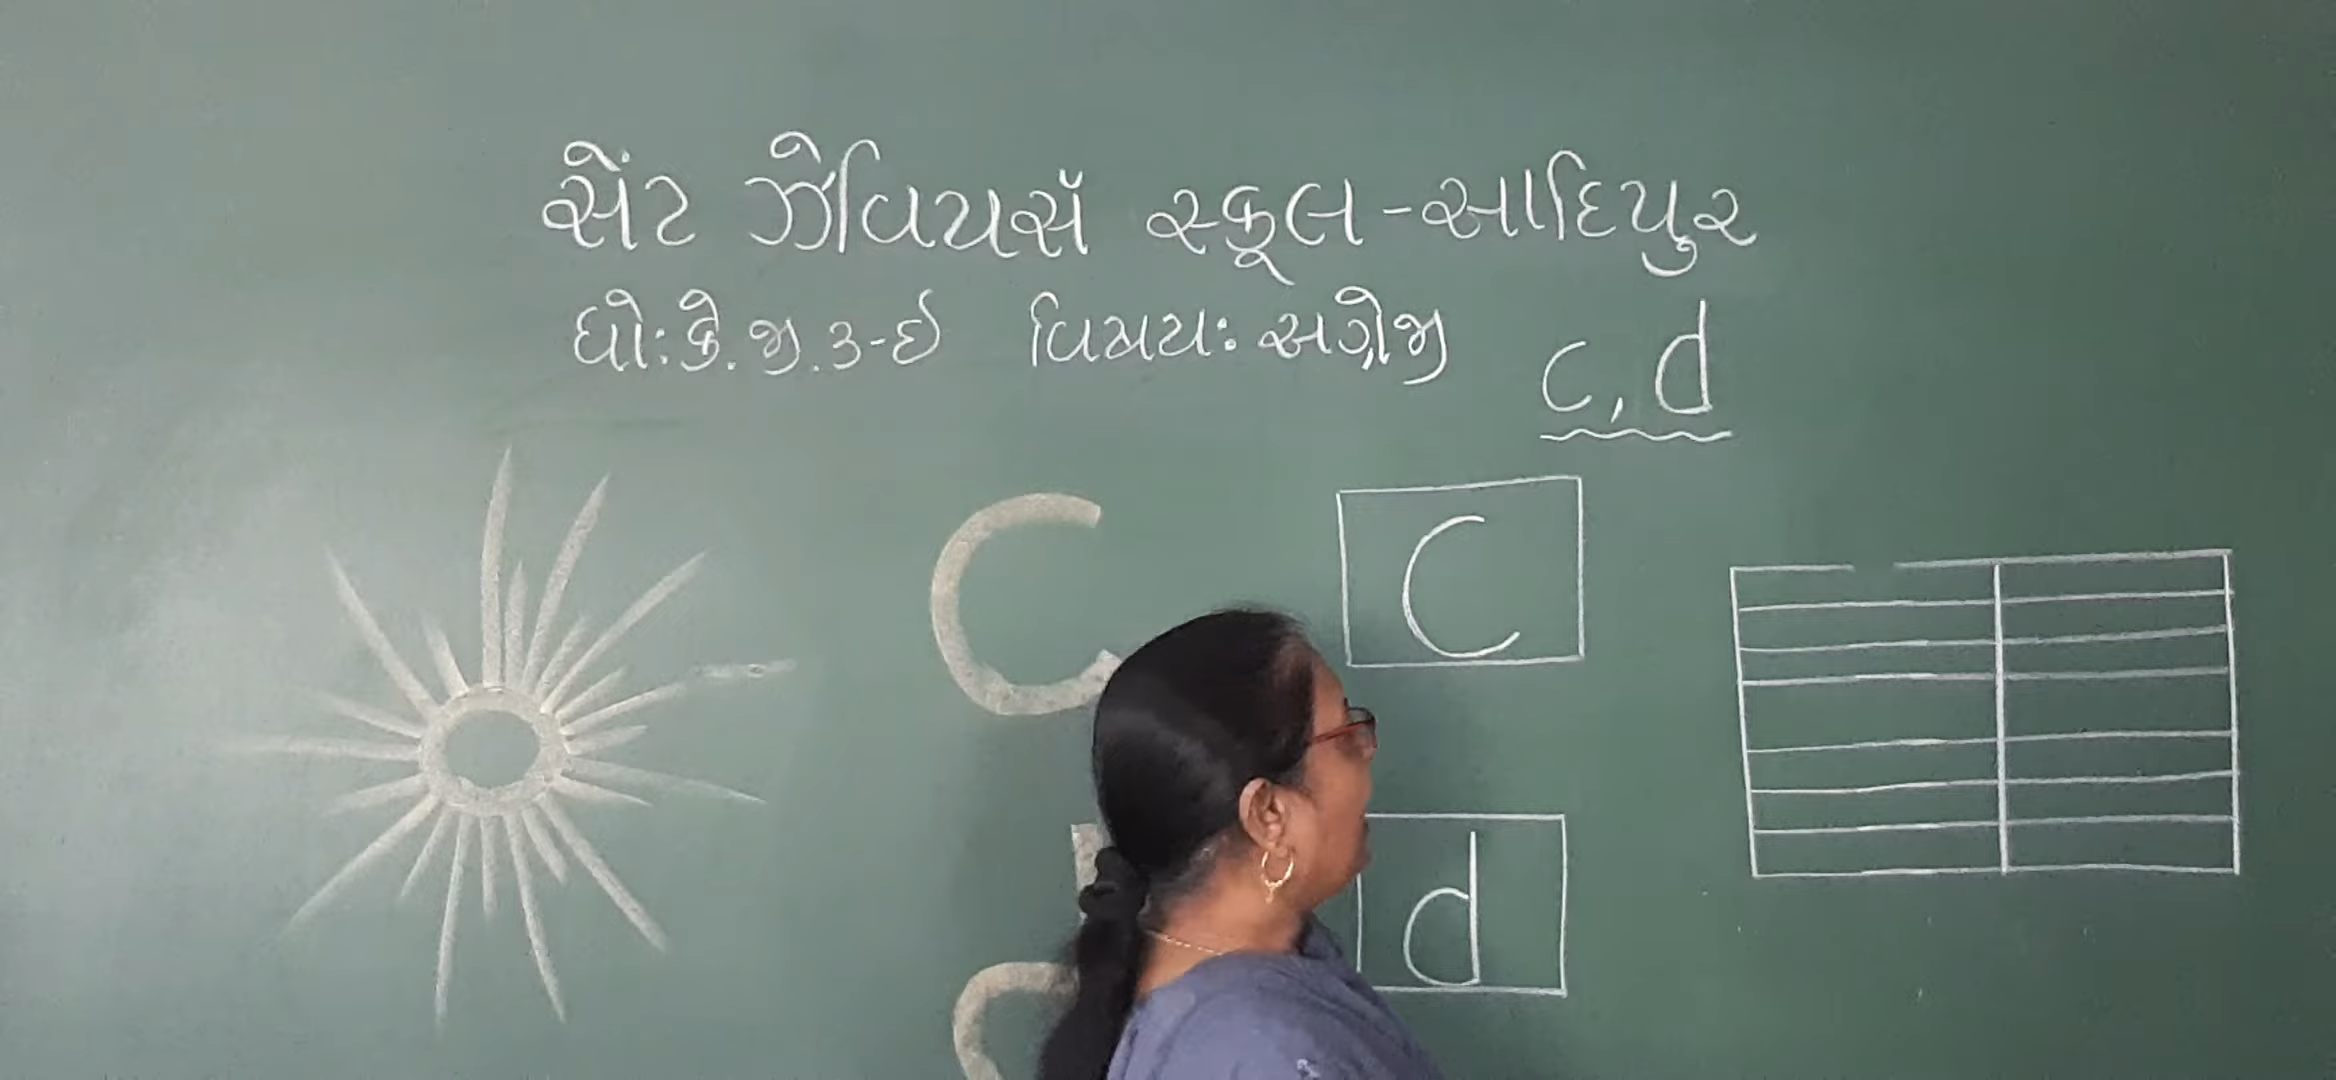 સેંટ ઝેવિયર્સ સ્કૂલ-આદિપુર
ધો:કે.જી.૩-ઈ વિષય: અંગ્રેજી
c, d
C
C
d
d